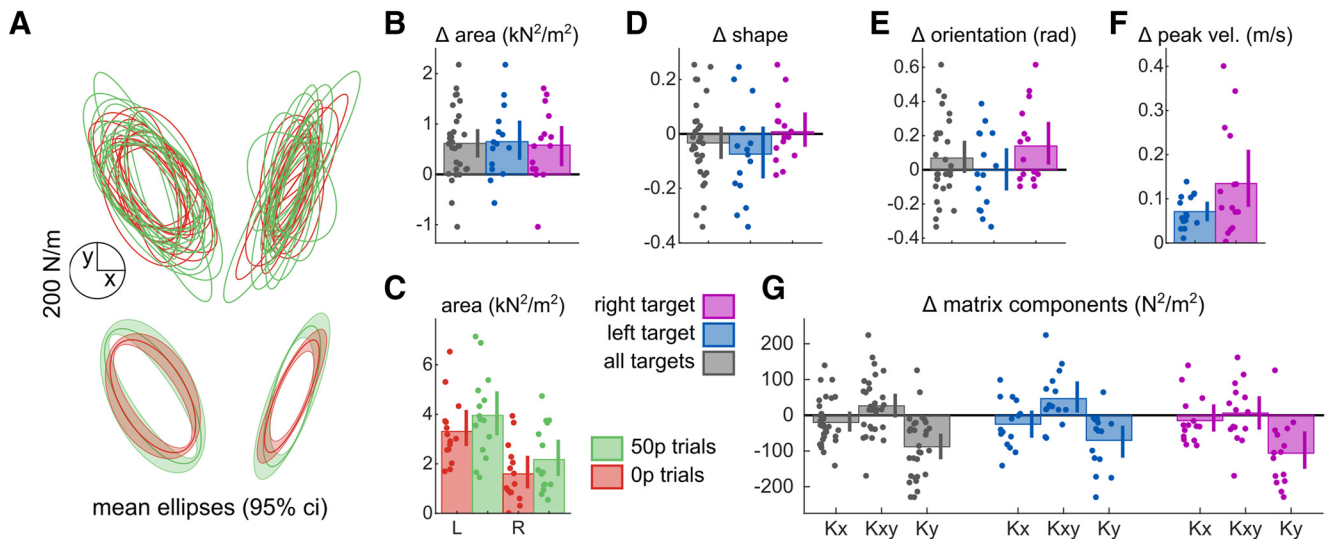 A
200 N/m
y
x
mean ellipses (95% ci)
B
Δ area (kN²/m²)
2
1
0
-1
C
area (kN²/m²)
6
4
2
0
L
R
D
Δ shape
0.2
0
-0.2
-0.4
E
Δ orientation (rad)
0.6
0.4
0.2
0
-0.2
-0.4
F
Δ peak vel. (m/s)
0.4
0.3
0.2
0.1
0
right target
left target
all targets
50p trials
0p trials
G
Δ matrix components (N²/m²)
200
100
0
-100
-200
Kx Kxy Ky Kx Kxy Ky Kx Kxy Ky